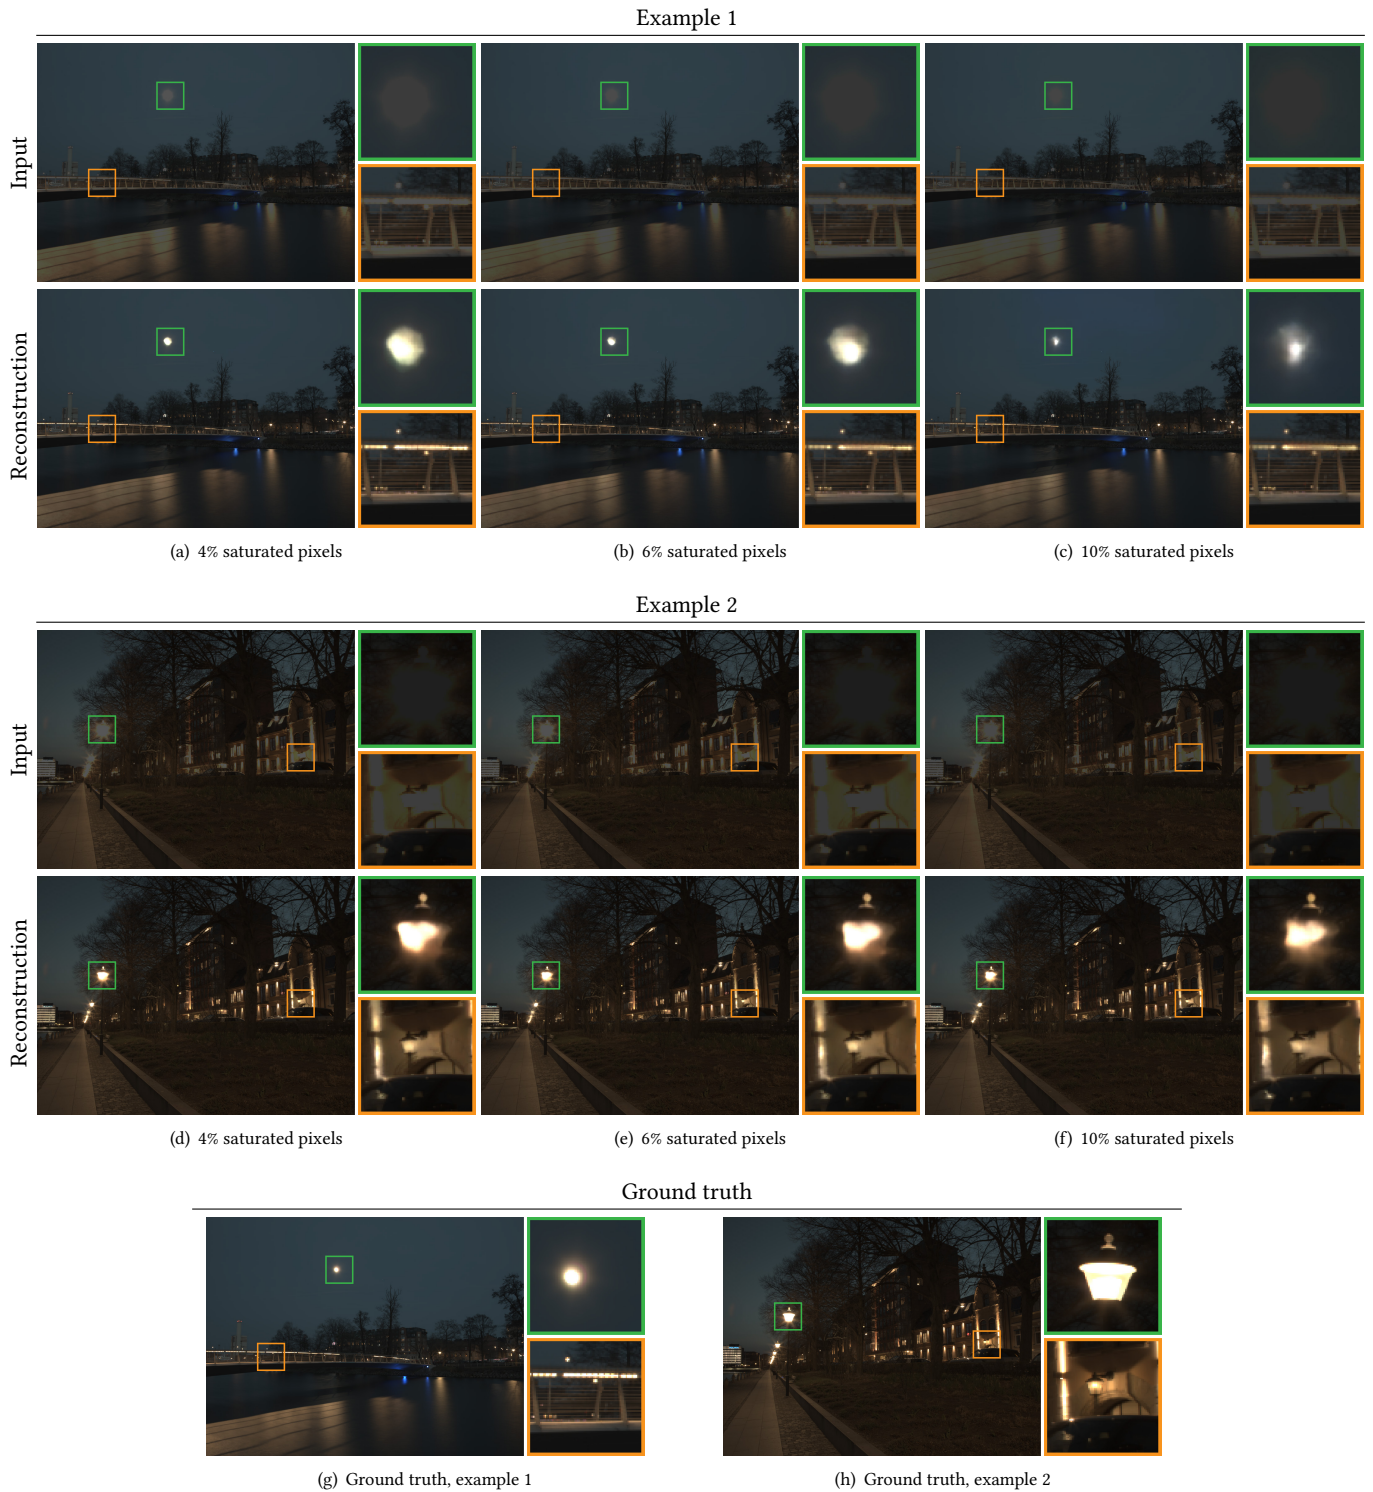 Example 1
Input
Reconstruction
(a) 4% saturated pixels
(b) 6% saturated pixels
(c) 10% saturated pixels
Example 2
Input
Reconstruction
(d) 4% saturated pixels
(e) 6% saturated pixels
(f) 10% saturated pixels
Ground truth
(g) Ground truth, example 1
(h) Ground truth, example 2